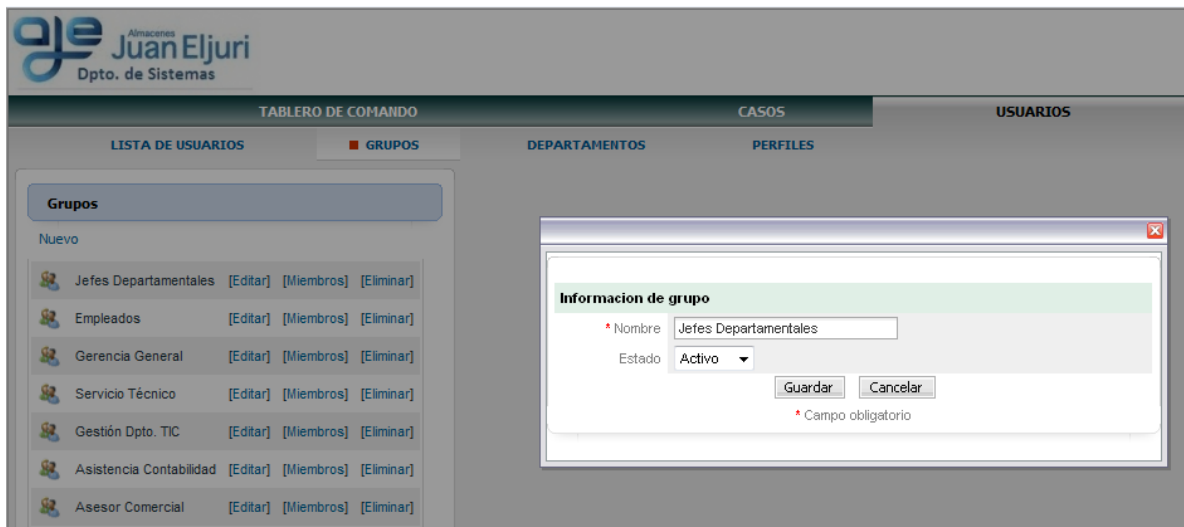 Almacenes
Juan Eljuri
Dpto. de Sistemas
TABLERO DE COMANDO CASOS USUARIOS
LISTA DE USUARIOS GRUPOS DEPARTAMENTOS PERFILES
Grupos
Nuevo
Jefes Departamentales [Editar] [Miembros] [Eliminar]
Empleados [Editar] [Miembros] [Eliminar]
Gerencia General [Editar] [Miembros] [Eliminar]
Servicio Técnico [Editar] [Miembros] [Eliminar]
Gestión Dpto. TIC [Editar] [Miembros] [Eliminar]
Asistencia Contabilidad [Editar] [Miembros] [Eliminar]
Asesor Comercial [Editar] [Miembros] [Eliminar]
Informacion de grupo
* Nombre Jefes Departamentales
Estado Activo
Guardar Cancelar
* Campo obligatorio